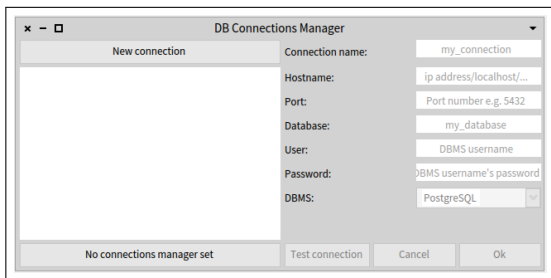 DB Connections Manager
New connection
Connection name:
my_connection
Hostname:
ip address/localhost/...
Port:
Port number e.g. 5432
Database:
my_database
User:
DBMS username
Password:
DBMS username's password
DBMS:
PostgreSQL
No connections manager set
Test connection
Cancel
Ok